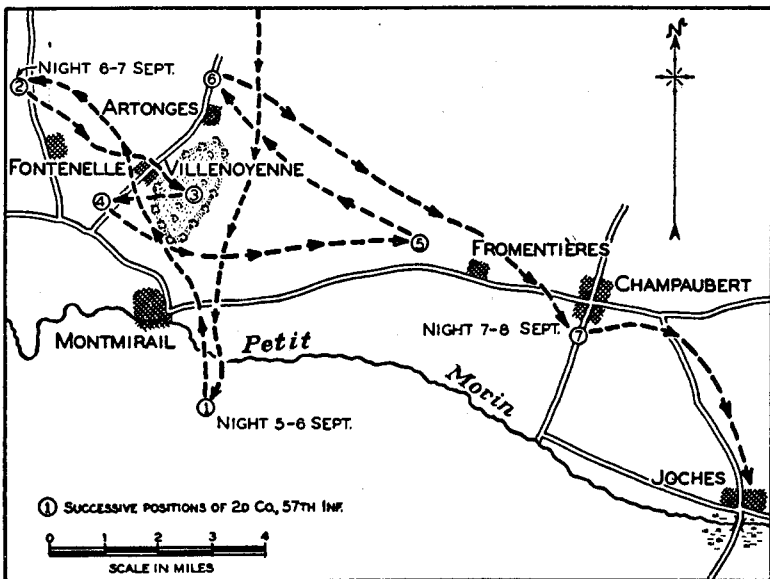 N
NIGHT 6-7 SEPT.
2
6
ARTONGES
FONTENELLE
VILLENOYENNE
4
3
5
FROMENTIÈRES
CHAMPAUBERT
MONTMIRAIL
Petit
NIGHT 7-8 SEPT.
7
Morin
1
NIGHT 5-6 SEPT.
JOCHES
1 SUCCESSIVE POSITIONS OF 2D CO., 57TH INF.
0 1 2 3 4
SCALE IN MILES